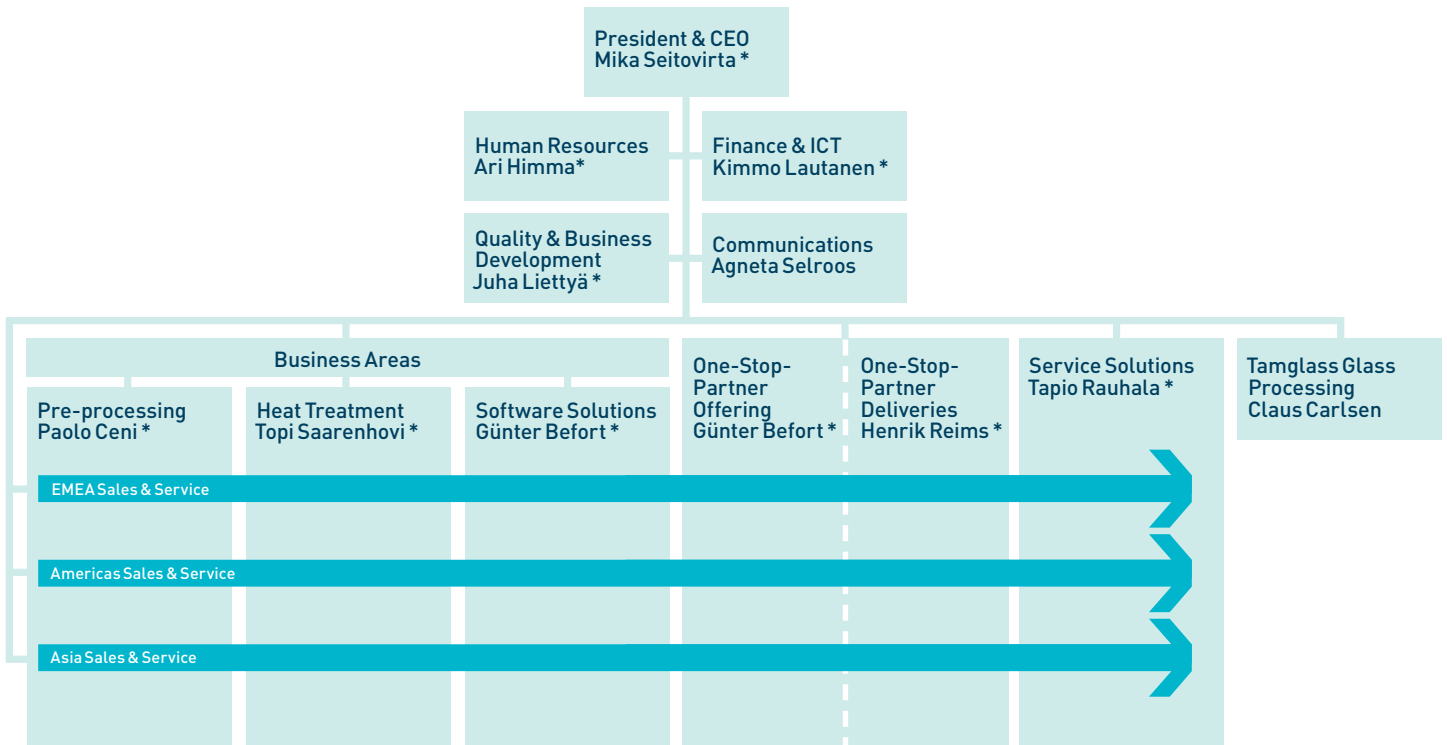 President & CEO
Mika Seitovirta *
Human Resources
Ari Himma*
Finance & ICT
Kimmo Lautanen *
Quality & Business
Development
Juha Liettyä *
Communications
Agneta Selroos
Business Areas
Pre-processing
Paolo Ceni *
Heat Treatment
Topi Saarenhovi *
Software Solutions
Günter Befort *
One-Stop-
Partner
Offering
Günter Befort *
One-Stop-
Partner
Deliveries
Henrik Reims *
Service Solutions
Tapio Rauhala *
Tamglass Glass
Processing
Claus Carlsen
EMEA Sales & Service
Americas Sales & Service
Asia Sales & Service